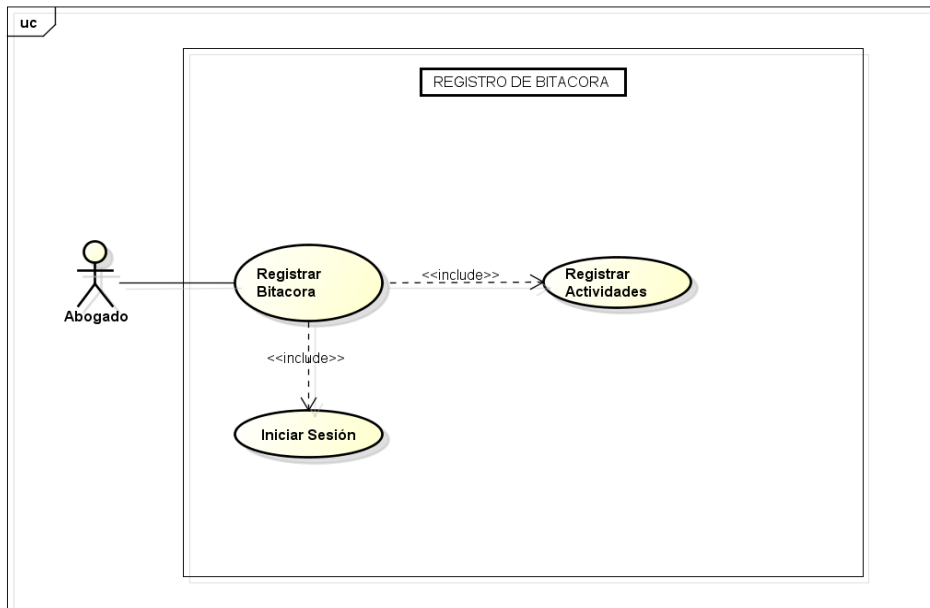 uc
REGISTRO DE BITACORA
Abogado
Registrar
Bitacora
<<include>>
Registrar
Actividades
<<include>>
Iniciar Sesión